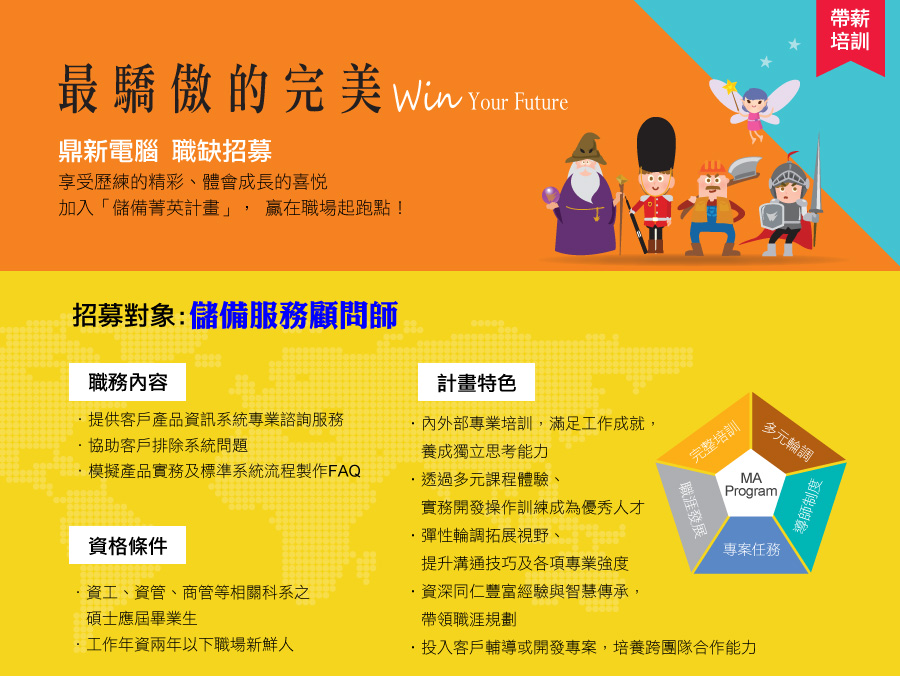 帶薪
培訓
最驕傲的完美Win Your Future
鼎新電腦 職缺招募
享受歷練的精彩、體會成長的喜悦
加入「儲備菁英計畫」， 贏在職場起跑點！
招募對象：儲備服務顧問師
職務內容
．提供客戶產品資訊系統專業諮詢服務
．協助客戶排除系統問題
．模擬產品實務及標準系統流程製作FAQ
資格條件
．資工、資管、商管等相關科系之
碩士應屆畢業生
．工作年資兩年以下職場新鮮人
計畫特色
．內外部專業培訓，滿足工作成就，
養成獨立思考能力
．透過多元課程體驗、
實務開發操作訓練成為優秀人才
．彈性輪調拓展視野、
提升溝通技巧及各項專業強度
．資深同仁豐富經驗與智慧傳承，
帶領職涯規劃
．投入客戶輔導或開發專案，培養跨團隊合作能力
完整培訓
多元輪調
MA
Program
職涯發展
導師制度
專案任務